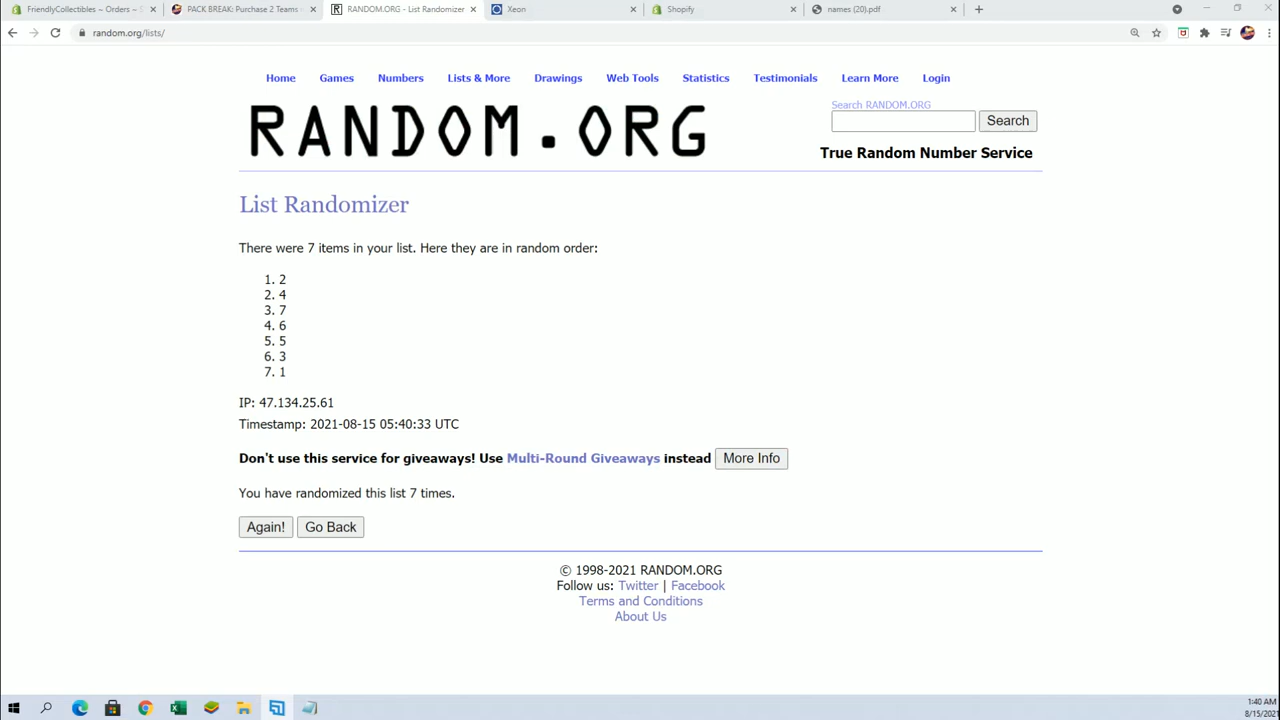 FriendlyCollectibles ~ Orders ~ S
PACK BREAK: Purchase 2 Teams
RANDOM.ORG - List Randomizer
Xeon
Shopify
names (20).pdf
random.org/lists/
Home Games Numbers Lists & More Drawings Web Tools Statistics Testimonials Learn More Login
RANDOM.ORG
Search RANDOM.ORG
Search
True Random Number Service
List Randomizer
There were 7 items in your list. Here they are in random order:
1. 2
2. 4
3. 7
4. 6
5. 5
6. 3
7. 1
IP: 47.134.25.61
Timestamp: 2021-08-15 05:40:33 UTC
Don't use this service for giveaways! Use Multi-Round Giveaways instead More Info
You have randomized this list 7 times.
Again! Go Back
© 1998-2021 RANDOM.ORG
Follow us: Twitter | Facebook
Terms and Conditions
About Us
1:40 AM
8/15/2021